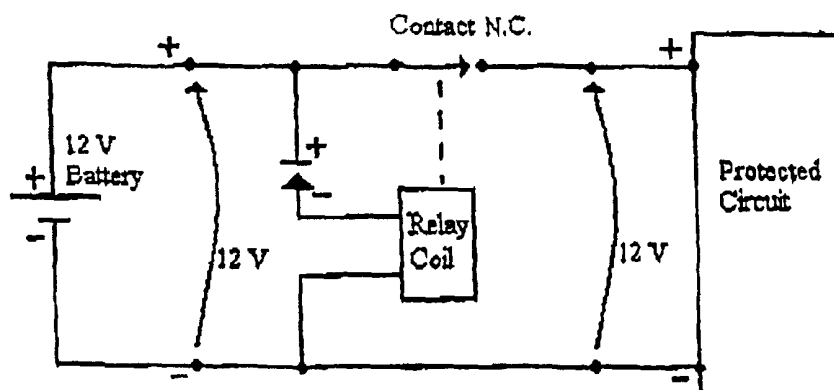 Contact N.C.
+
+
12 V
Battery
+
+
-
-
12 V
Relay
Coil
12 V
Protected
Circuit
-
-